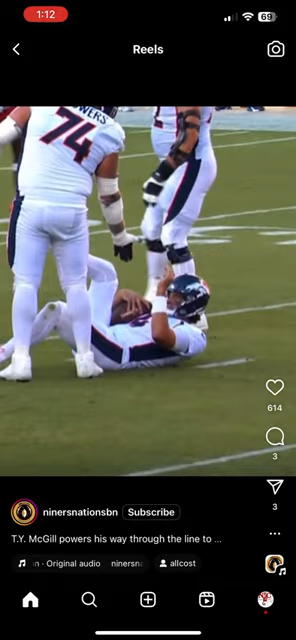 1:12
69
Reels
WERS
74
614
3
3
ninersnationsbn Subscribe
T.Y. McGill powers his way through the line to ...
n · Original audio ninersn allcost